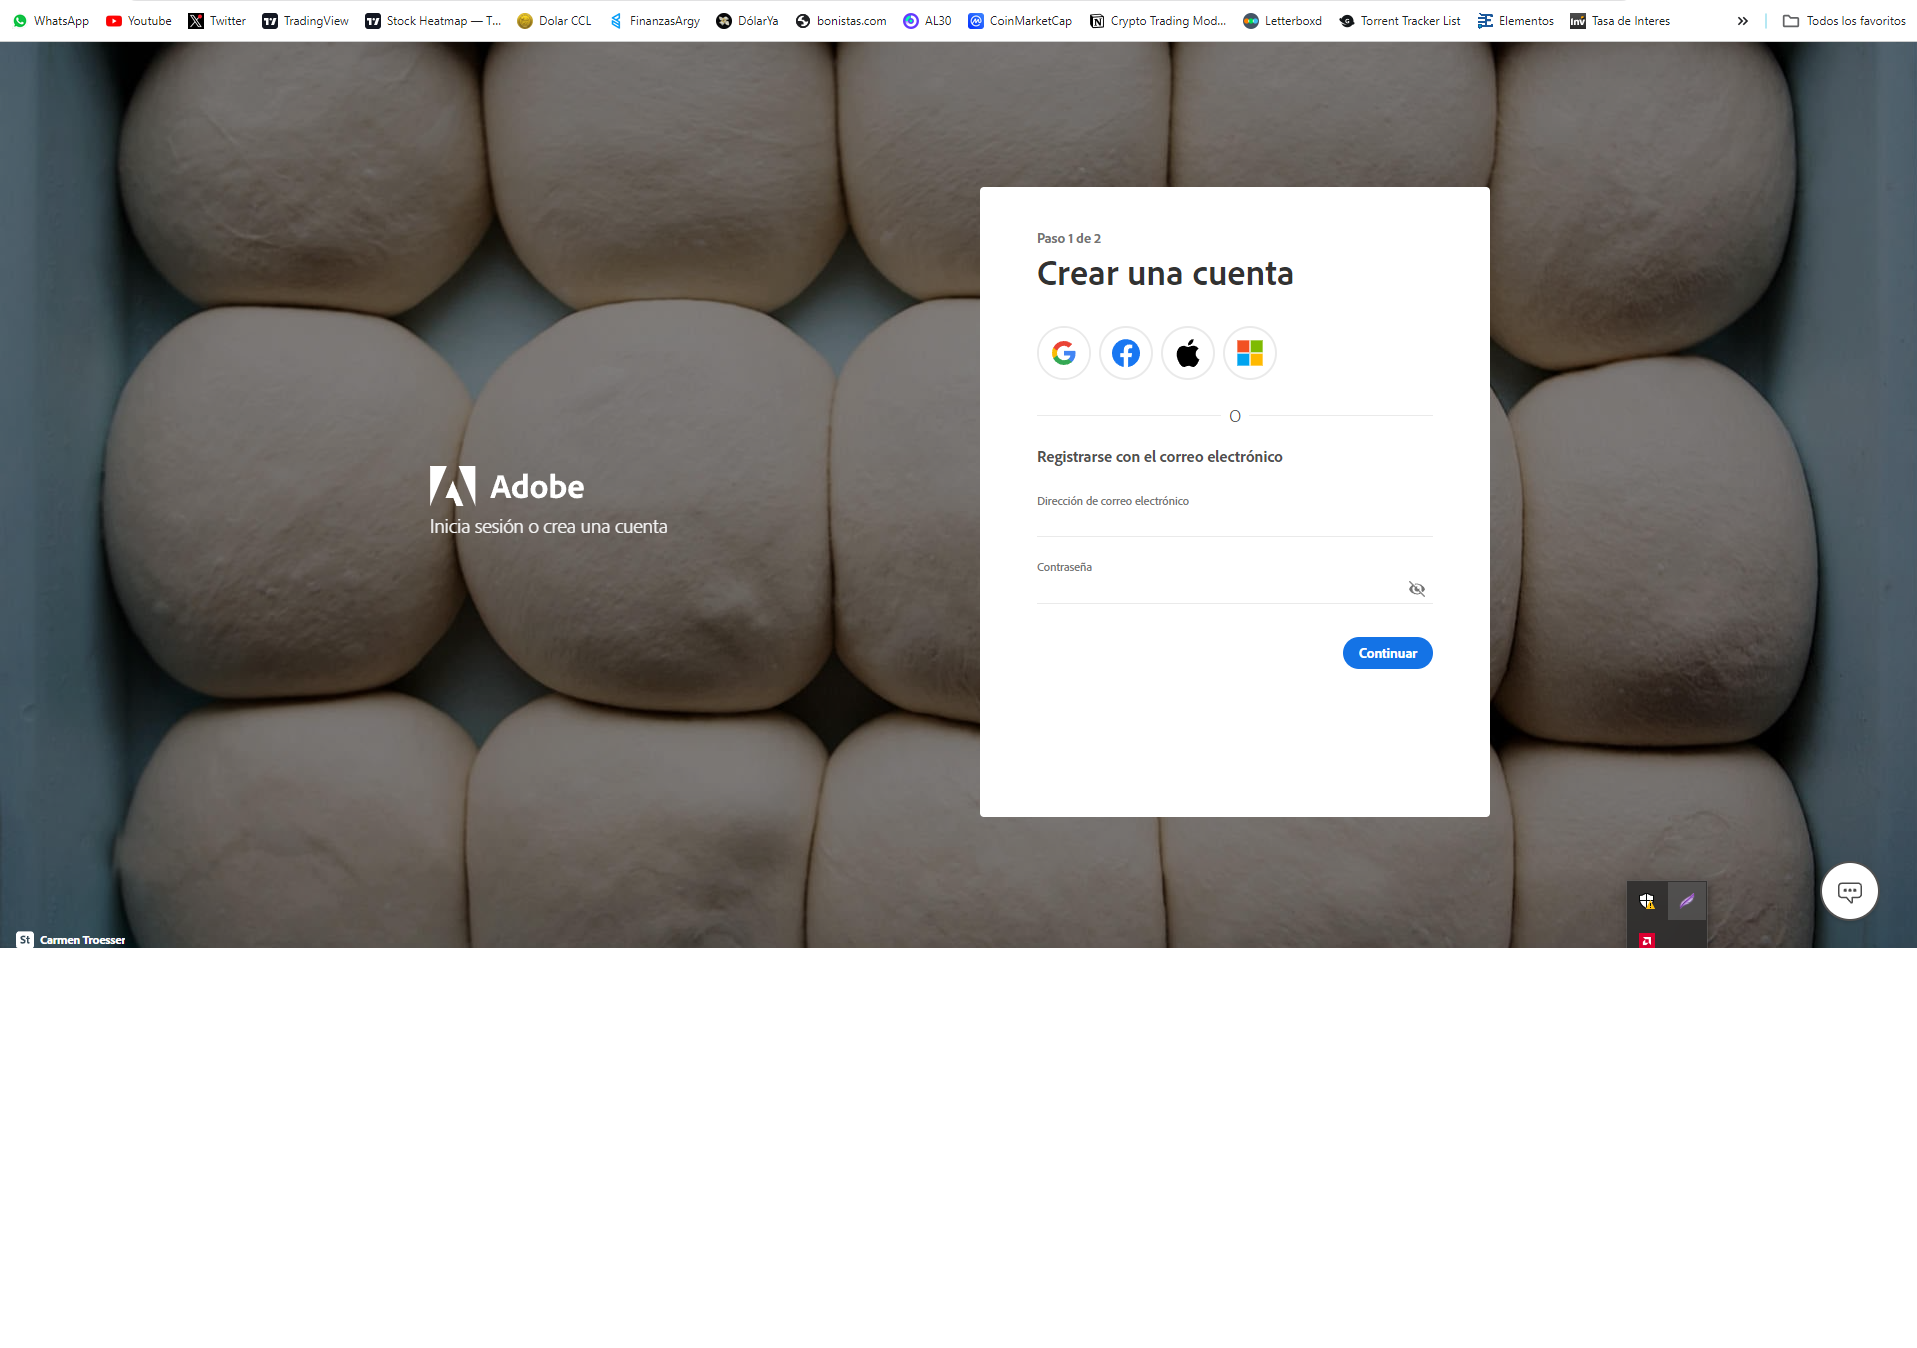 WhatsApp Youtube Twitter TradingView Stock Heatmap — T... Dolar CCL FinanzasArgy DólarYa bonistas.com AL30 CoinMarketCap Crypto Trading Mod... Letterboxd Torrent Tracker List Elementos Tasa de Interes » Todos los favoritos
Paso 1 de 2
Crear una cuenta
O
Registrarse con el correo electrónico
Dirección de correo electrónico
Contraseña
Continuar
Adobe
Inicia sesión o crea una cuenta
St Carmen Troesser